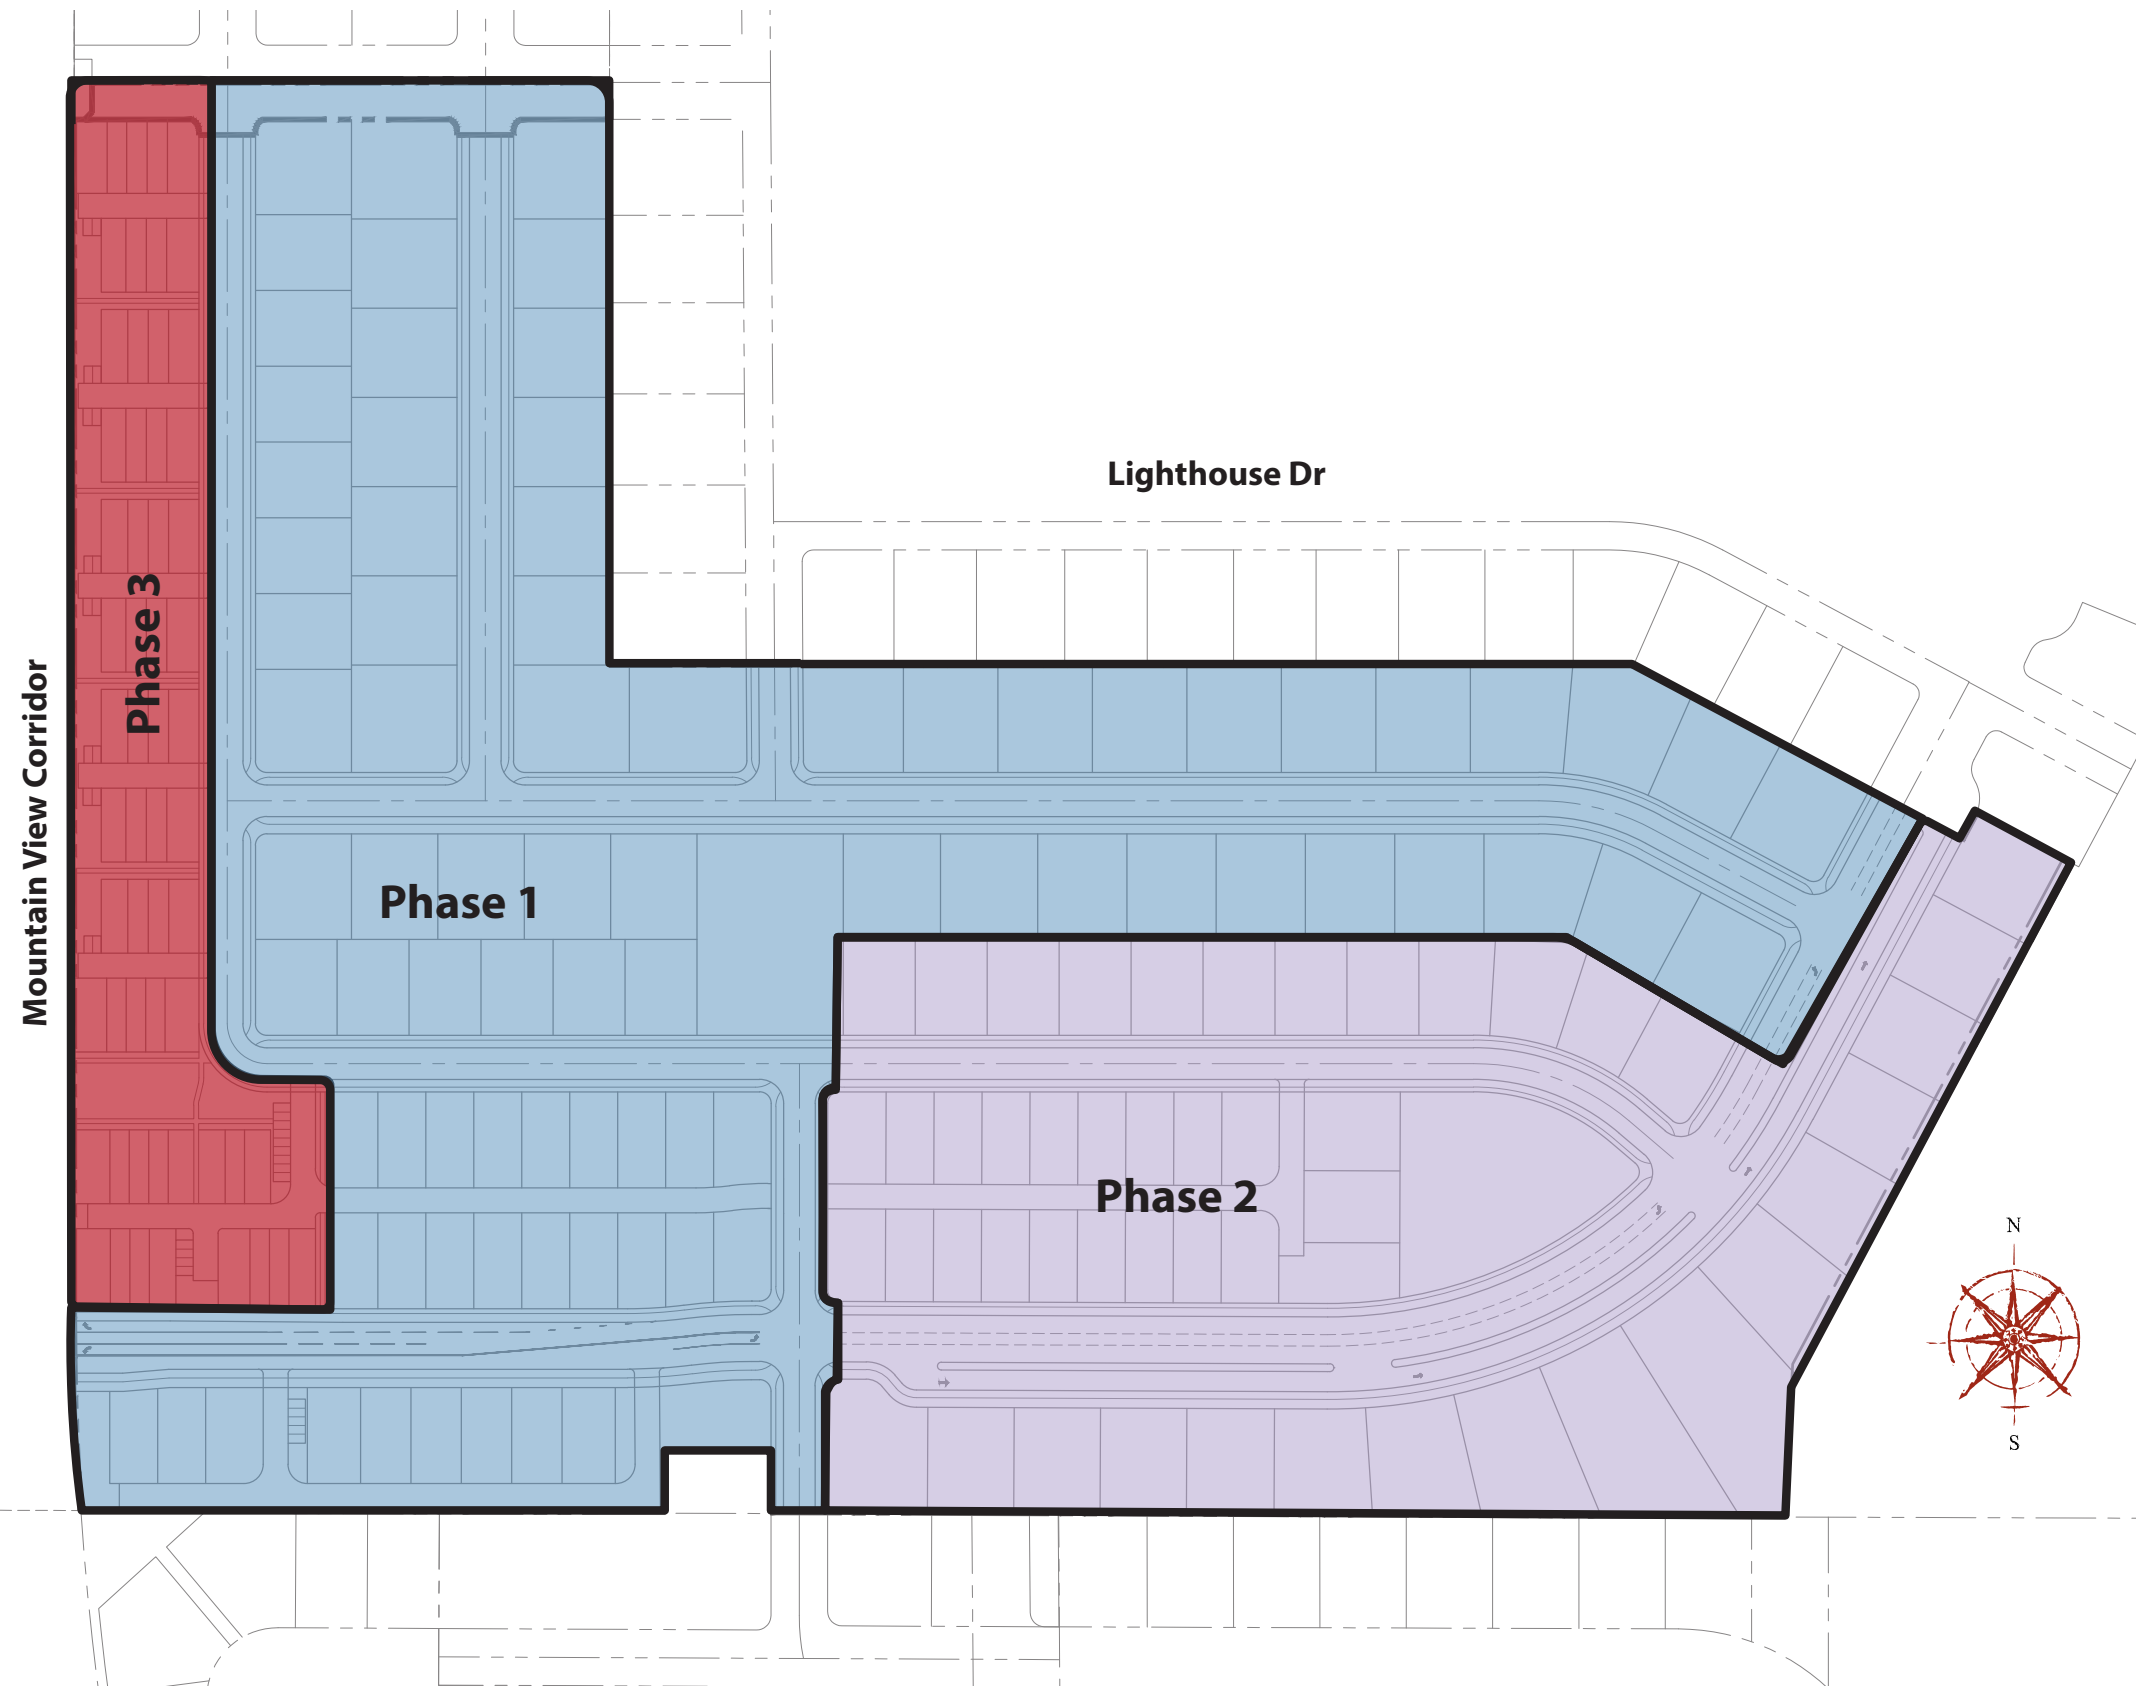 Lighthouse Dr
Phase 3
Mountain View Corridor
Phase 1
Phase 2
N
S